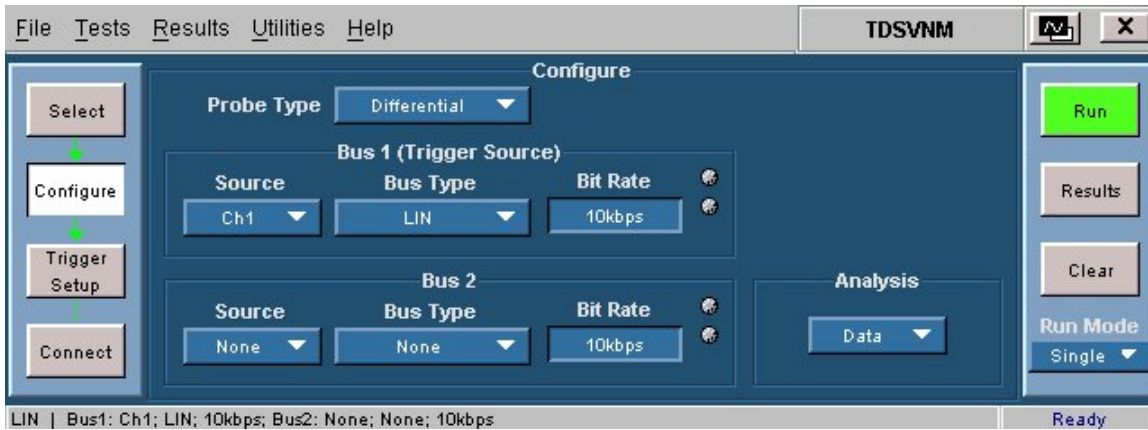 File Tests Results Utilities Help TDSVNM X
Configure
Select
Probe Type Differential
Run
Bus 1 (Trigger Source)
Configure
Source Bus Type Bit Rate
Results
Ch1 LIN 10kbps
Trigger
Setup
Bus 2 Analysis
Clear
Source Bus Type Bit Rate
Run Mode
Connect
None None 10kbps
Data
Single
LIN | Bus1: Ch1; LIN; 10kbps; Bus2: None; None; 10kbps Ready